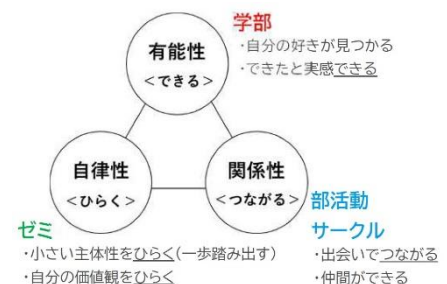 学部
有能性
<できる>
・自分の好きが見つかる
・できたと実感できる
自律性
<ひらく>
関係性
<つながる>
ゼミ
・小さい主体性をひらく(一歩踏み出す)
・自分の価値観をひらく
部活動
サークル
・出会いでつながる
・仲間ができる